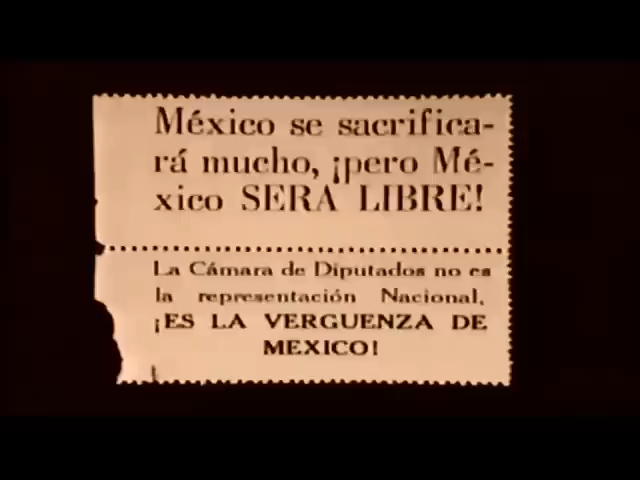 México se sacrifica-
rá mucho, ¡pero Mé-
xico SERA LIBRE!
La Cámara de Diputados no es
la representación Nacional,
¡ES LA VERGUENZA DE
MEXICO!